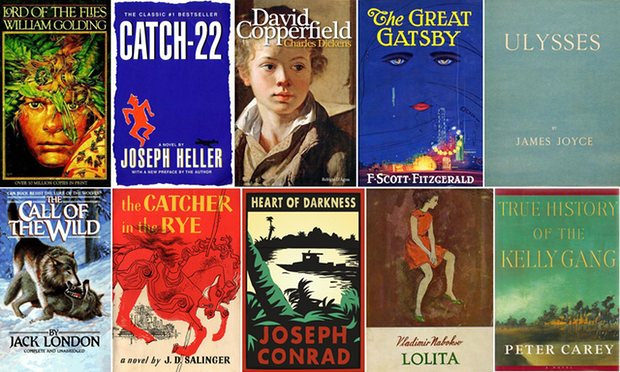 LORD OF THE FLIES
WILLIAM GOLDING
OVER 10 MILLION COPIES IN PRINT
THE CLASSIC #1 BESTSELLER
CATCH-22
A NOVEL BY
JOSEPH HELLER
WITH A NEW PREFACE BY THE AUTHOR
David
Copperfield
Charles Dickens
The GREAT
GATSBY
F·SCOTT·FITZGERALD
ULYSSES
BY
JAMES JOYCE
THE
CALL OF
THE WILD
BY
JACK LONDON
COMPLETE AND UNABRIDGED
the CATCHER
in the RYE
a novel by J. D. SALINGER
HEART OF DARKNESS
JOSEPH
CONRAD
Vladimir Nabokov
LOLITA
TRUE HISTORY
OF THE
KELLY GANG
PETER CAREY
A NOVEL